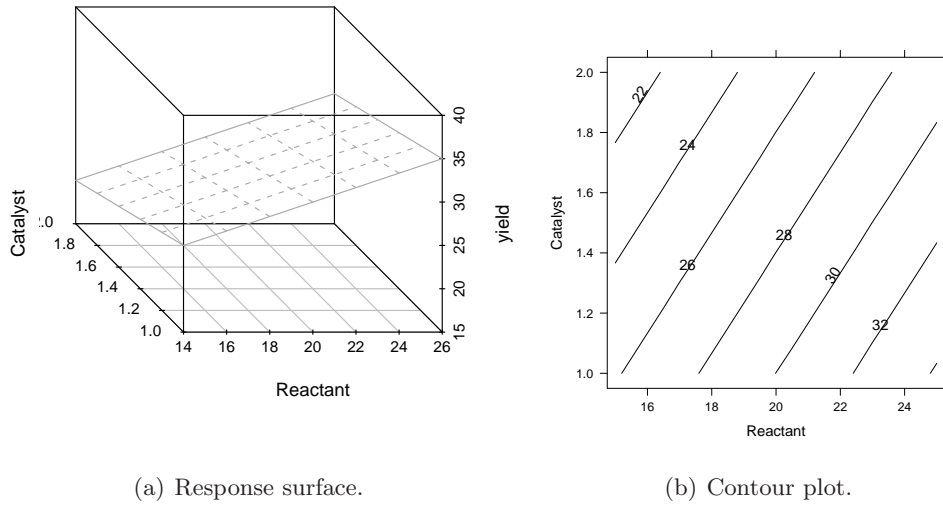 Catalyst
:.0
1.8
1.6
1.4
1.2
1.0
14 16 18 20 22 24 26
Reactant
15 20 25 30 35 40
yield
(a) Response surface.
Catalyst
2.0
1.8
1.6
1.4
1.2
1.0
22
24
26
28
30
32
16 18 20 22 24
Reactant
(b) Contour plot.